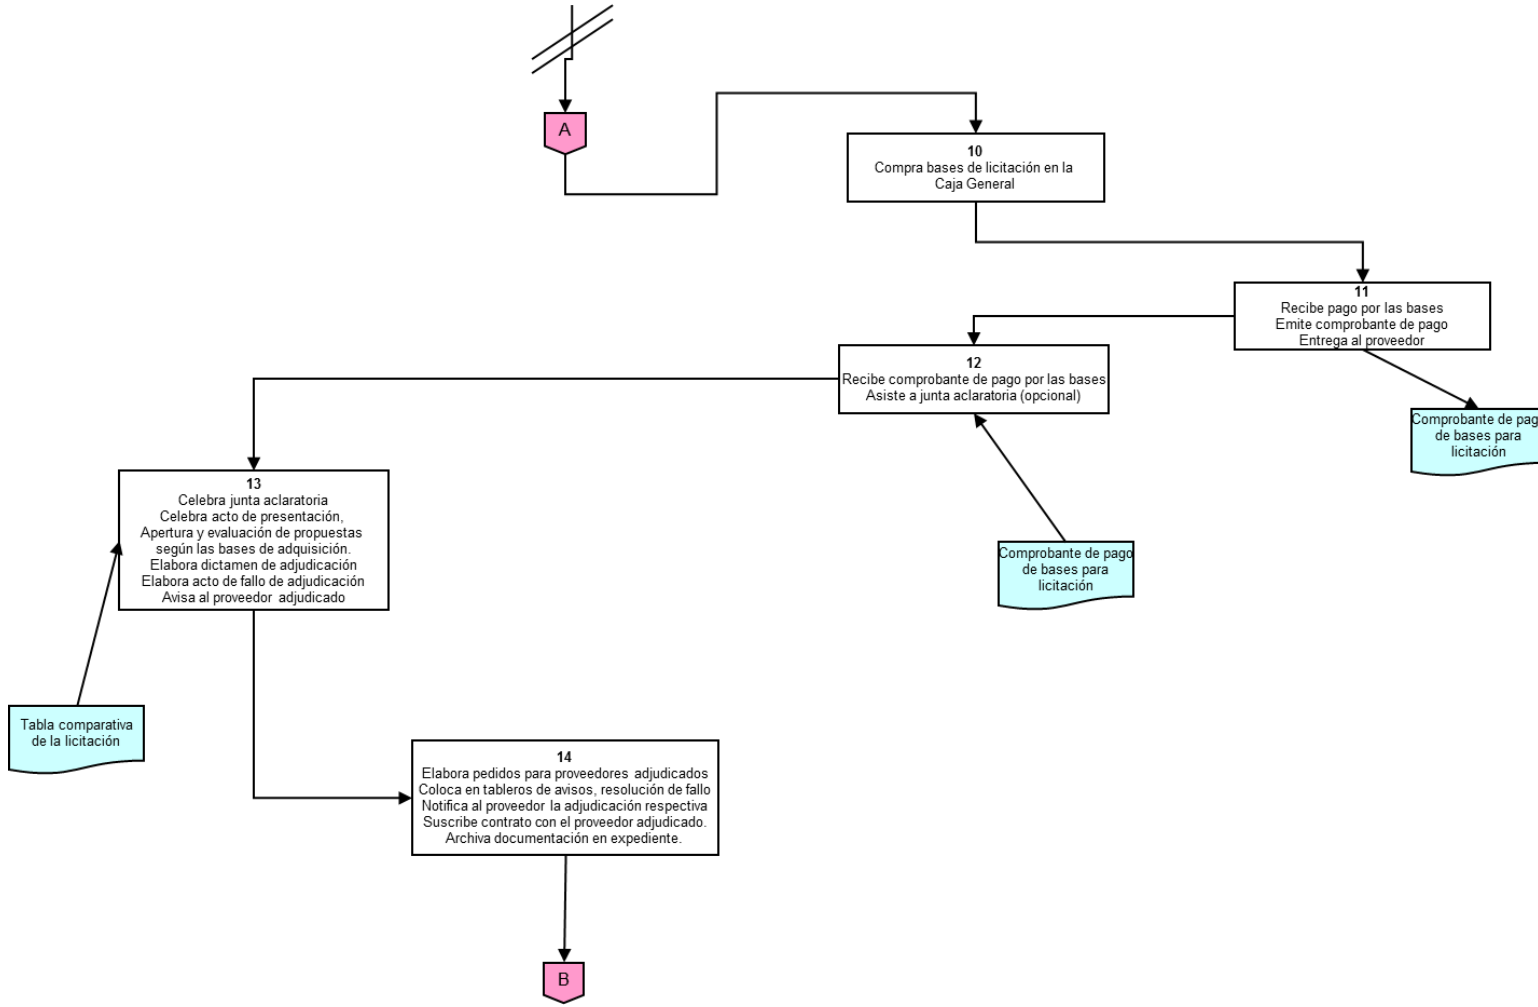 A
10
Compra bases de licitación en la
Caja General
11
Recibe pago por las bases
Emite comprobante de pago
Entrega al proveedor
12
Recibe comprobante de pago por las bases
Asiste a junta aclaratoria (opcional)
Comprobante de pag
de bases para
licitación
13
Celebra junta aclaratoria
Celebra acto de presentación,
Apertura y evaluación de propuestas
según las bases de adquisición.
Elabora dictamen de adjudicación
Elabora acto de fallo de adjudicación
Avisa al proveedor adjudicado
Comprobante de pago
de bases para
licitación
Tabla comparativa
de la licitación
14
Elabora pedidos para proveedores adjudicados
Coloca en tableros de avisos, resolución de fallo
Notifica al proveedor la adjudicación respectiva
Suscribe contrato con el proveedor adjudicado.
Archiva documentación en expediente.
B